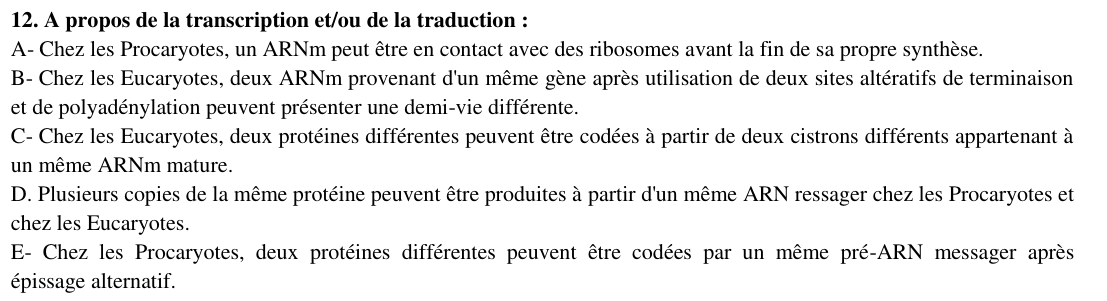 12. A propos de la transcription et/ou de la traduction :
A- Chez les Procaryotes, un ARNm peut être en contact avec des ribosomes avant la fin de sa propre synthèse.
B- Chez les Eucaryotes, deux ARNm provenant d'un même gène après utilisation de deux sites altératifs de terminaison
et de polyadénylation peuvent présenter une demi-vie différente.
C- Chez les Eucaryotes, deux protéines différentes peuvent être codées à partir de deux cistrons différents appartenant à
un même ARNm mature.
D. Plusieurs copies de la même protéine peuvent être produites à partir d'un même ARN ressager chez les Procaryotes et
chez les Eucaryotes.
E- Chez les Procaryotes, deux protéines différentes peuvent être codées par un même pré-ARN messager après
épissage alternatif.